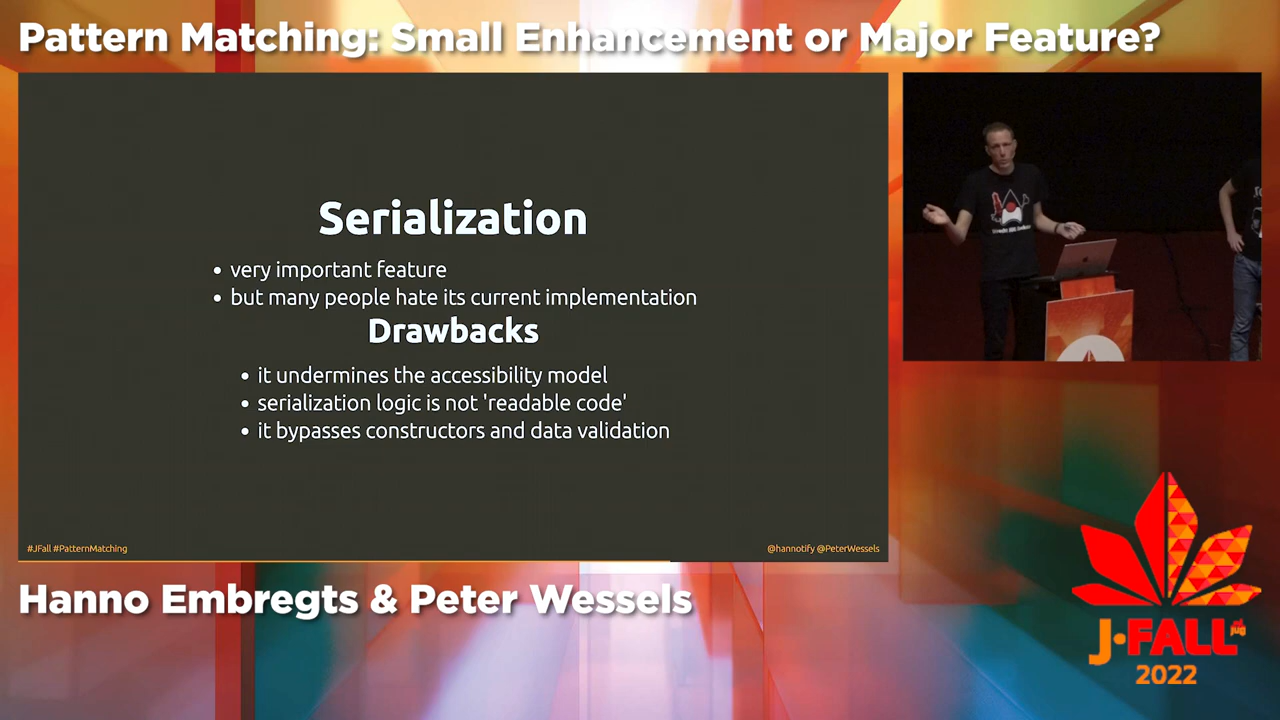 Pattern Matching: Small Enhancement or Major Feature?
Serialization
• very important feature
• but many people hate its current implementation
Drawbacks
• it undermines the accessibility model
• serialization logic is not 'readable code'
• it bypasses constructors and data validation
#JFall #PatternMatching
@hannotify @PeterWessels
Hanno Embregts & Peter Wessels
J•FALL
nl
jug
2022